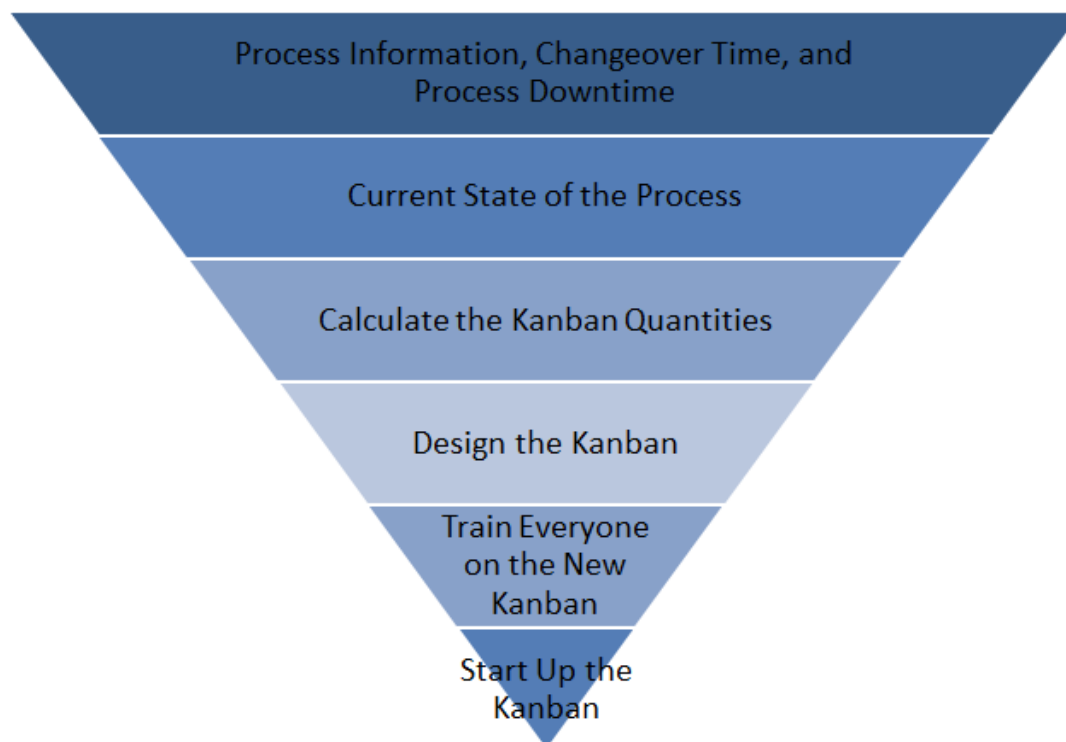 Process Information, Changeover Time, and
Process Downtime
Current State of the Process
Calculate the Kanban Quantities
Design the Kanban
Train Everyone
on the New
Kanban
Start Up the
Kanban